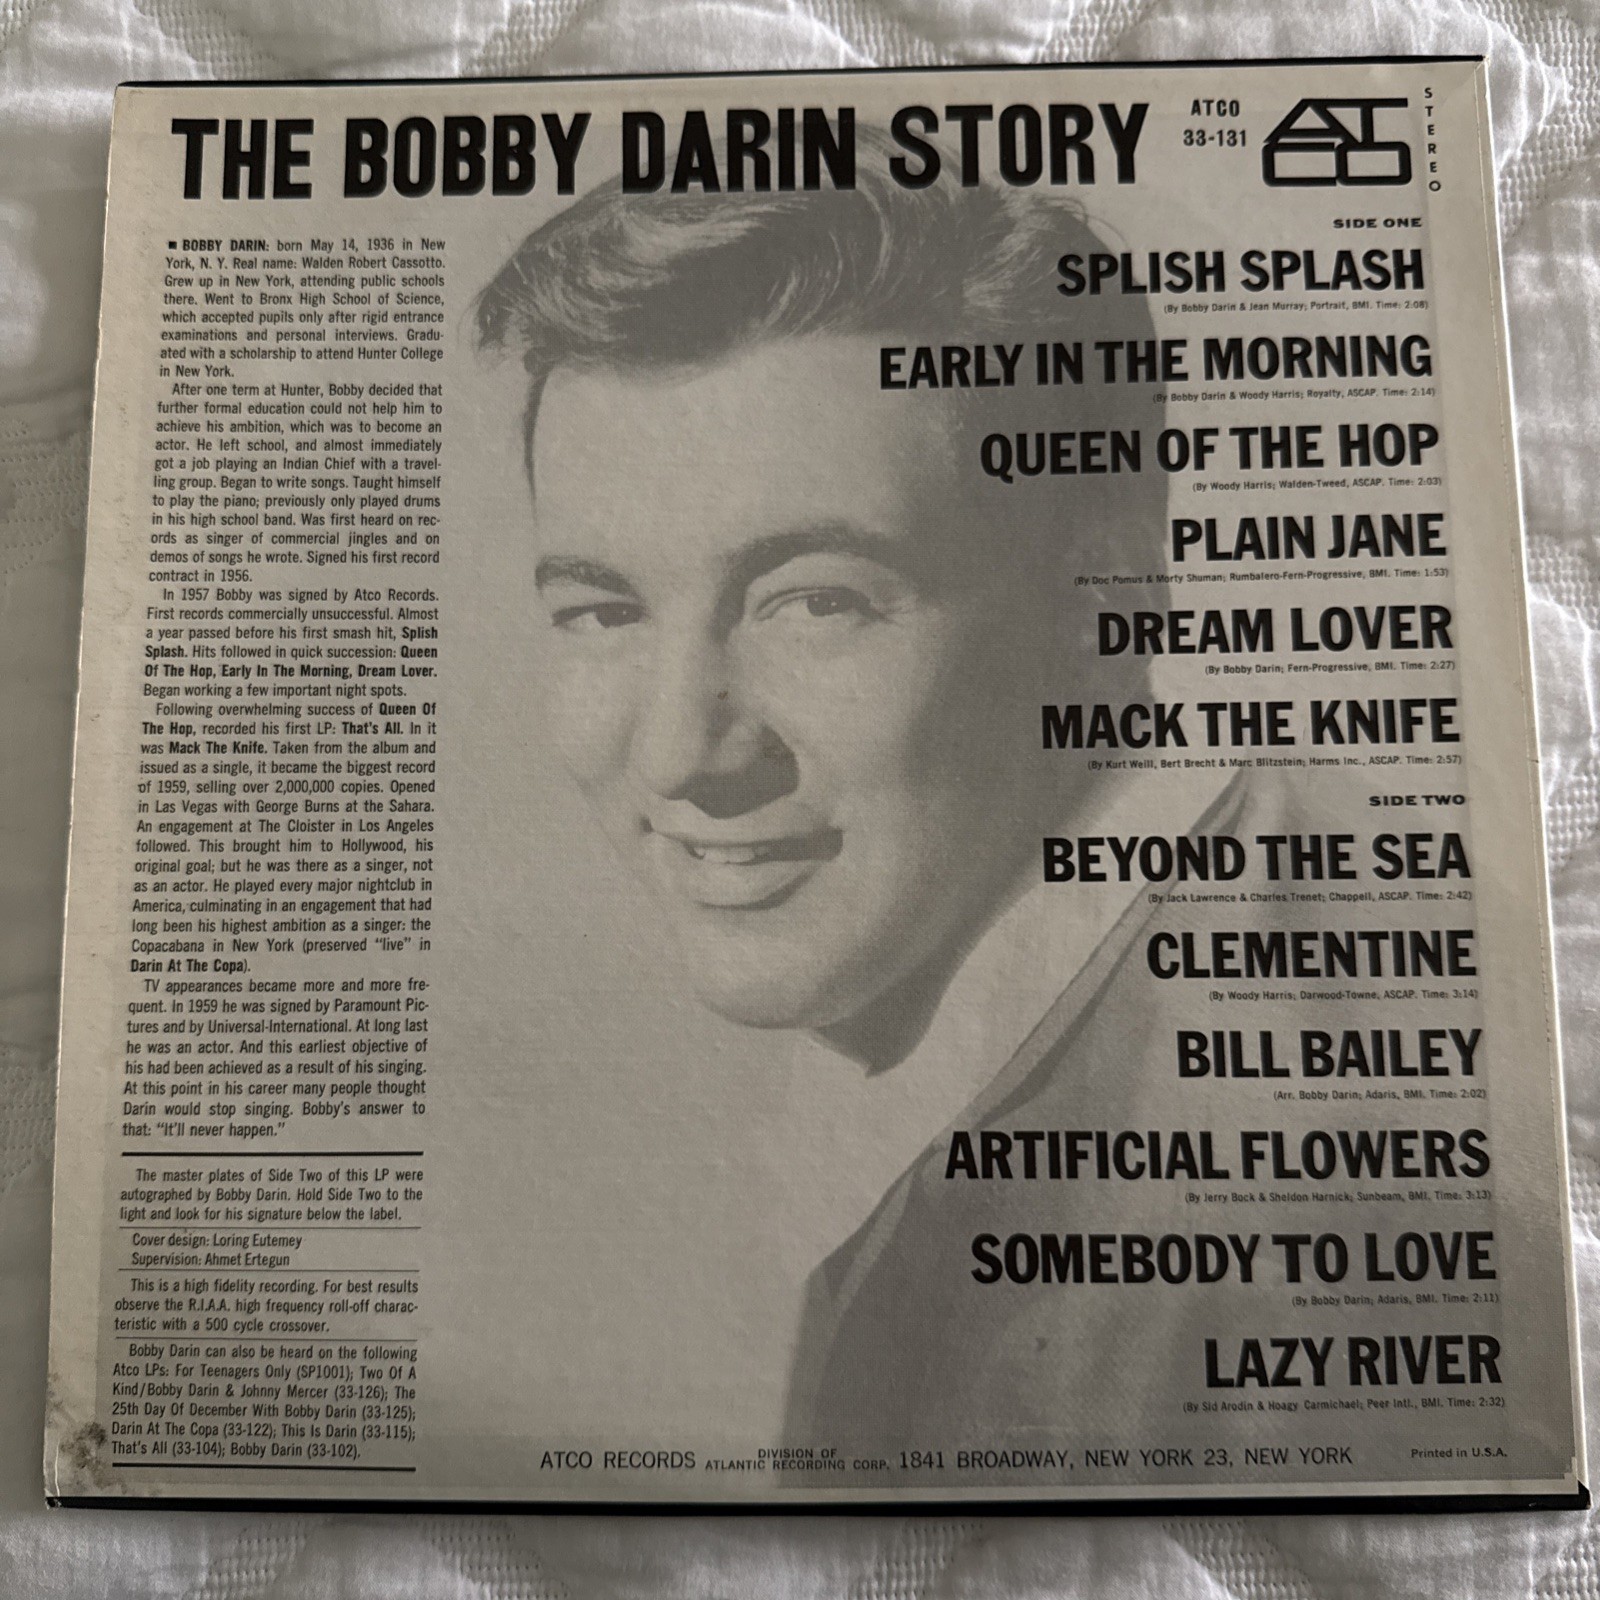 THE BOBBY DARIN STORY
ATCO
33-131
ATCO
STEREO
■ BOBBY DARIN: born May 14, 1936 in New
York, N. Y. Real name: Walden Robert Cassotto.
Grew up in New York, attending public schools
there. Went to Bronx High School of Science,
which accepted pupils only after rigid entrance
examinations and personal interviews. Gradu-
ated with a scholarship to attend Hunter College
in New York.
After one term at Hunter, Bobby decided that
further formal education could not help him to
achieve his ambition, which was to become an
actor. He left school, and almost immediately
got a job playing an Indian Chief with a travel-
ling group. Began to write songs. Taught himself
to play the piano; previously only played drums
in his high school band. Was first heard on rec-
ords as singer of commercial jingles and on
demos of songs he wrote. Signed his first record
contract in 1956.
In 1957 Bobby was signed by Atco Records.
First records commercially unsuccessful. Almost
a year passed before his first smash hit, Splish
Splash. Hits followed in quick succession: Queen
Of The Hop, Early In The Morning, Dream Lover.
Began working a few important night spots.
Following overwhelming success of Queen Of
The Hop, recorded his first LP: That's All. In it
was Mack The Knife. Taken from the album and
issued as a single, it became the biggest record
of 1959, selling over 2,000,000 copies. Opened
in Las Vegas with George Burns at the Sahara.
An engagement at The Cloister in Los Angeles
followed. This brought him to Hollywood, his
original goal; but he was there as a singer, not
as an actor. He played every major nightclub in
America, culminating in an engagement that had
long been his highest ambition as a singer: the
Copacabana in New York (preserved "live" in
Darin At The Copa).
TV appearances became more and more fre-
quent. In 1959 he was signed by Paramount Pic-
tures and by Universal-International. At long last
he was an actor. And this earliest objective of
his had been achieved as a result of his singing.
At this point in his career many people thought
Darin would stop singing. Bobby's answer to
that: "It'll never happen."
The master plates of Side Two of this LP were
autographed by Bobby Darin. Hold Side Two to the
light and look for his signature below the label.
Cover design: Loring Eutemey
Supervision: Ahmet Ertegun
This is a high fidelity recording. For best results
observe the R.I.A.A. high frequency roll-off charac-
teristic with a 500 cycle crossover.
Bobby Darin can also be heard on the following
Atco LPs: For Teenagers Only (SP1001); Two Of A
Kind/Bobby Darin & Johnny Mercer (33-126); The
25th Day Of December With Bobby Darin (33-125);
Darin At The Copa (33-122); This Is Darin (33-115);
That's All (33-104); Bobby Darin (33-102).
SIDE ONE
SPLISH SPLASH
(By Bobby Darin & Jean Murray; Portrait, BMI. Time: 2:08)
EARLY IN THE MORNING
(By Bobby Darin & Woody Harris; Royalty, ASCAP. Time: 2:14)
QUEEN OF THE HOP
(By Woody Harris; Walden-Tweed, ASCAP. Time: 2:03)
PLAIN JANE
(By Doc Pomus & Morty Shuman; Rumbalero-Fern-Progressive, BMI. Time: 1:53)
DREAM LOVER
(By Bobby Darin; Fern-Progressive, BMI. Time: 2:27)
MACK THE KNIFE
(By Kurt Weill, Bert Brecht & Marc Blitzstein; Harms Inc., ASCAP. Time: 2:57)
SIDE TWO
BEYOND THE SEA
(By Jack Lawrence & Charles Trenet; Chappell, ASCAP. Time: 2:42)
CLEMENTINE
(By Woody Harris; Darwood-Towne, ASCAP. Time: 3:14)
BILL BAILEY
(Arr. Bobby Darin; Adaris, BMI. Time: 2:02)
ARTIFICIAL FLOWERS
(By Jerry Bock & Sheldon Harnick; Sunbeam, BMI. Time: 3:13)
SOMEBODY TO LOVE
(By Bobby Darin; Adaris, BMI. Time: 2:11)
LAZY RIVER
(By Sid Arodin & Hoagy Carmichael; Peer Intl., BMI. Time: 2:32)
ATCO RECORDS DIVISION OF ATLANTIC RECORDING CORP. 1841 BROADWAY, NEW YORK 23, NEW YORK
Printed in U.S.A.